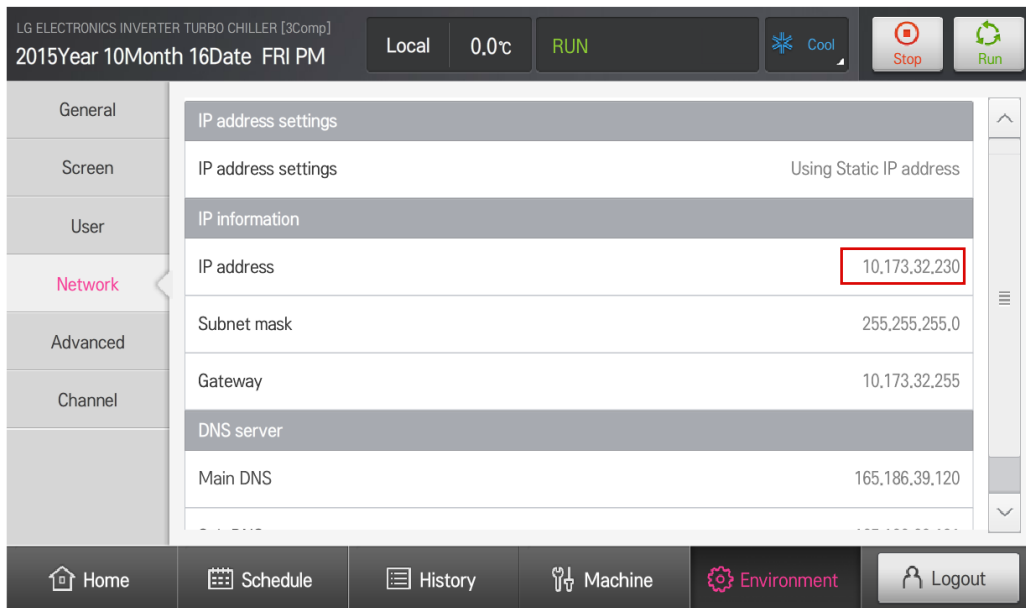 LG ELECTRONICS INVERTER TURBO CHILLER [3Comp]
2015Year 10Month 16Date FRI PM
Local 0.0℃ RUN Cool Stop Run
General
Screen
User
Network
Advanced
Channel
IP address settings
IP address settings Using Static IP address
IP information
IP address 10.173.32.230
Subnet mask 255.255.255.0
Gateway 10.173.32.255
DNS server
Main DNS 165.186.39.120
Home Schedule History Machine Environment Logout